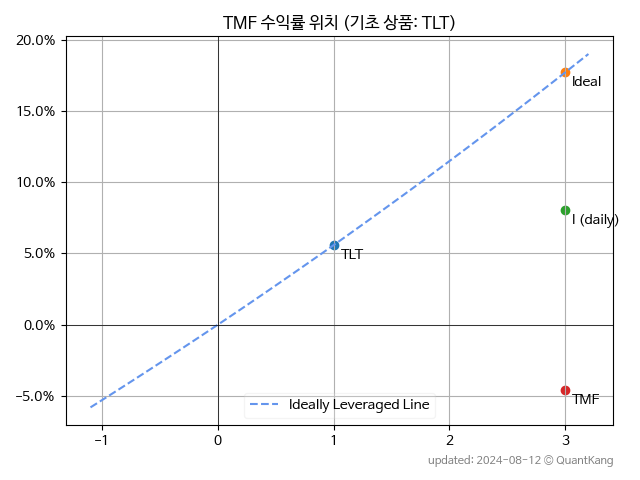 TMF 수익률 위치 (기초 상품: TLT)
20.0%
15.0%
10.0%
5.0%
0.0%
−5.0%
Ideal
I (daily)
TLT
TMF
Ideally Leveraged Line
−1 0 1 2 3
updated: 2024-08-12 © QuantKang